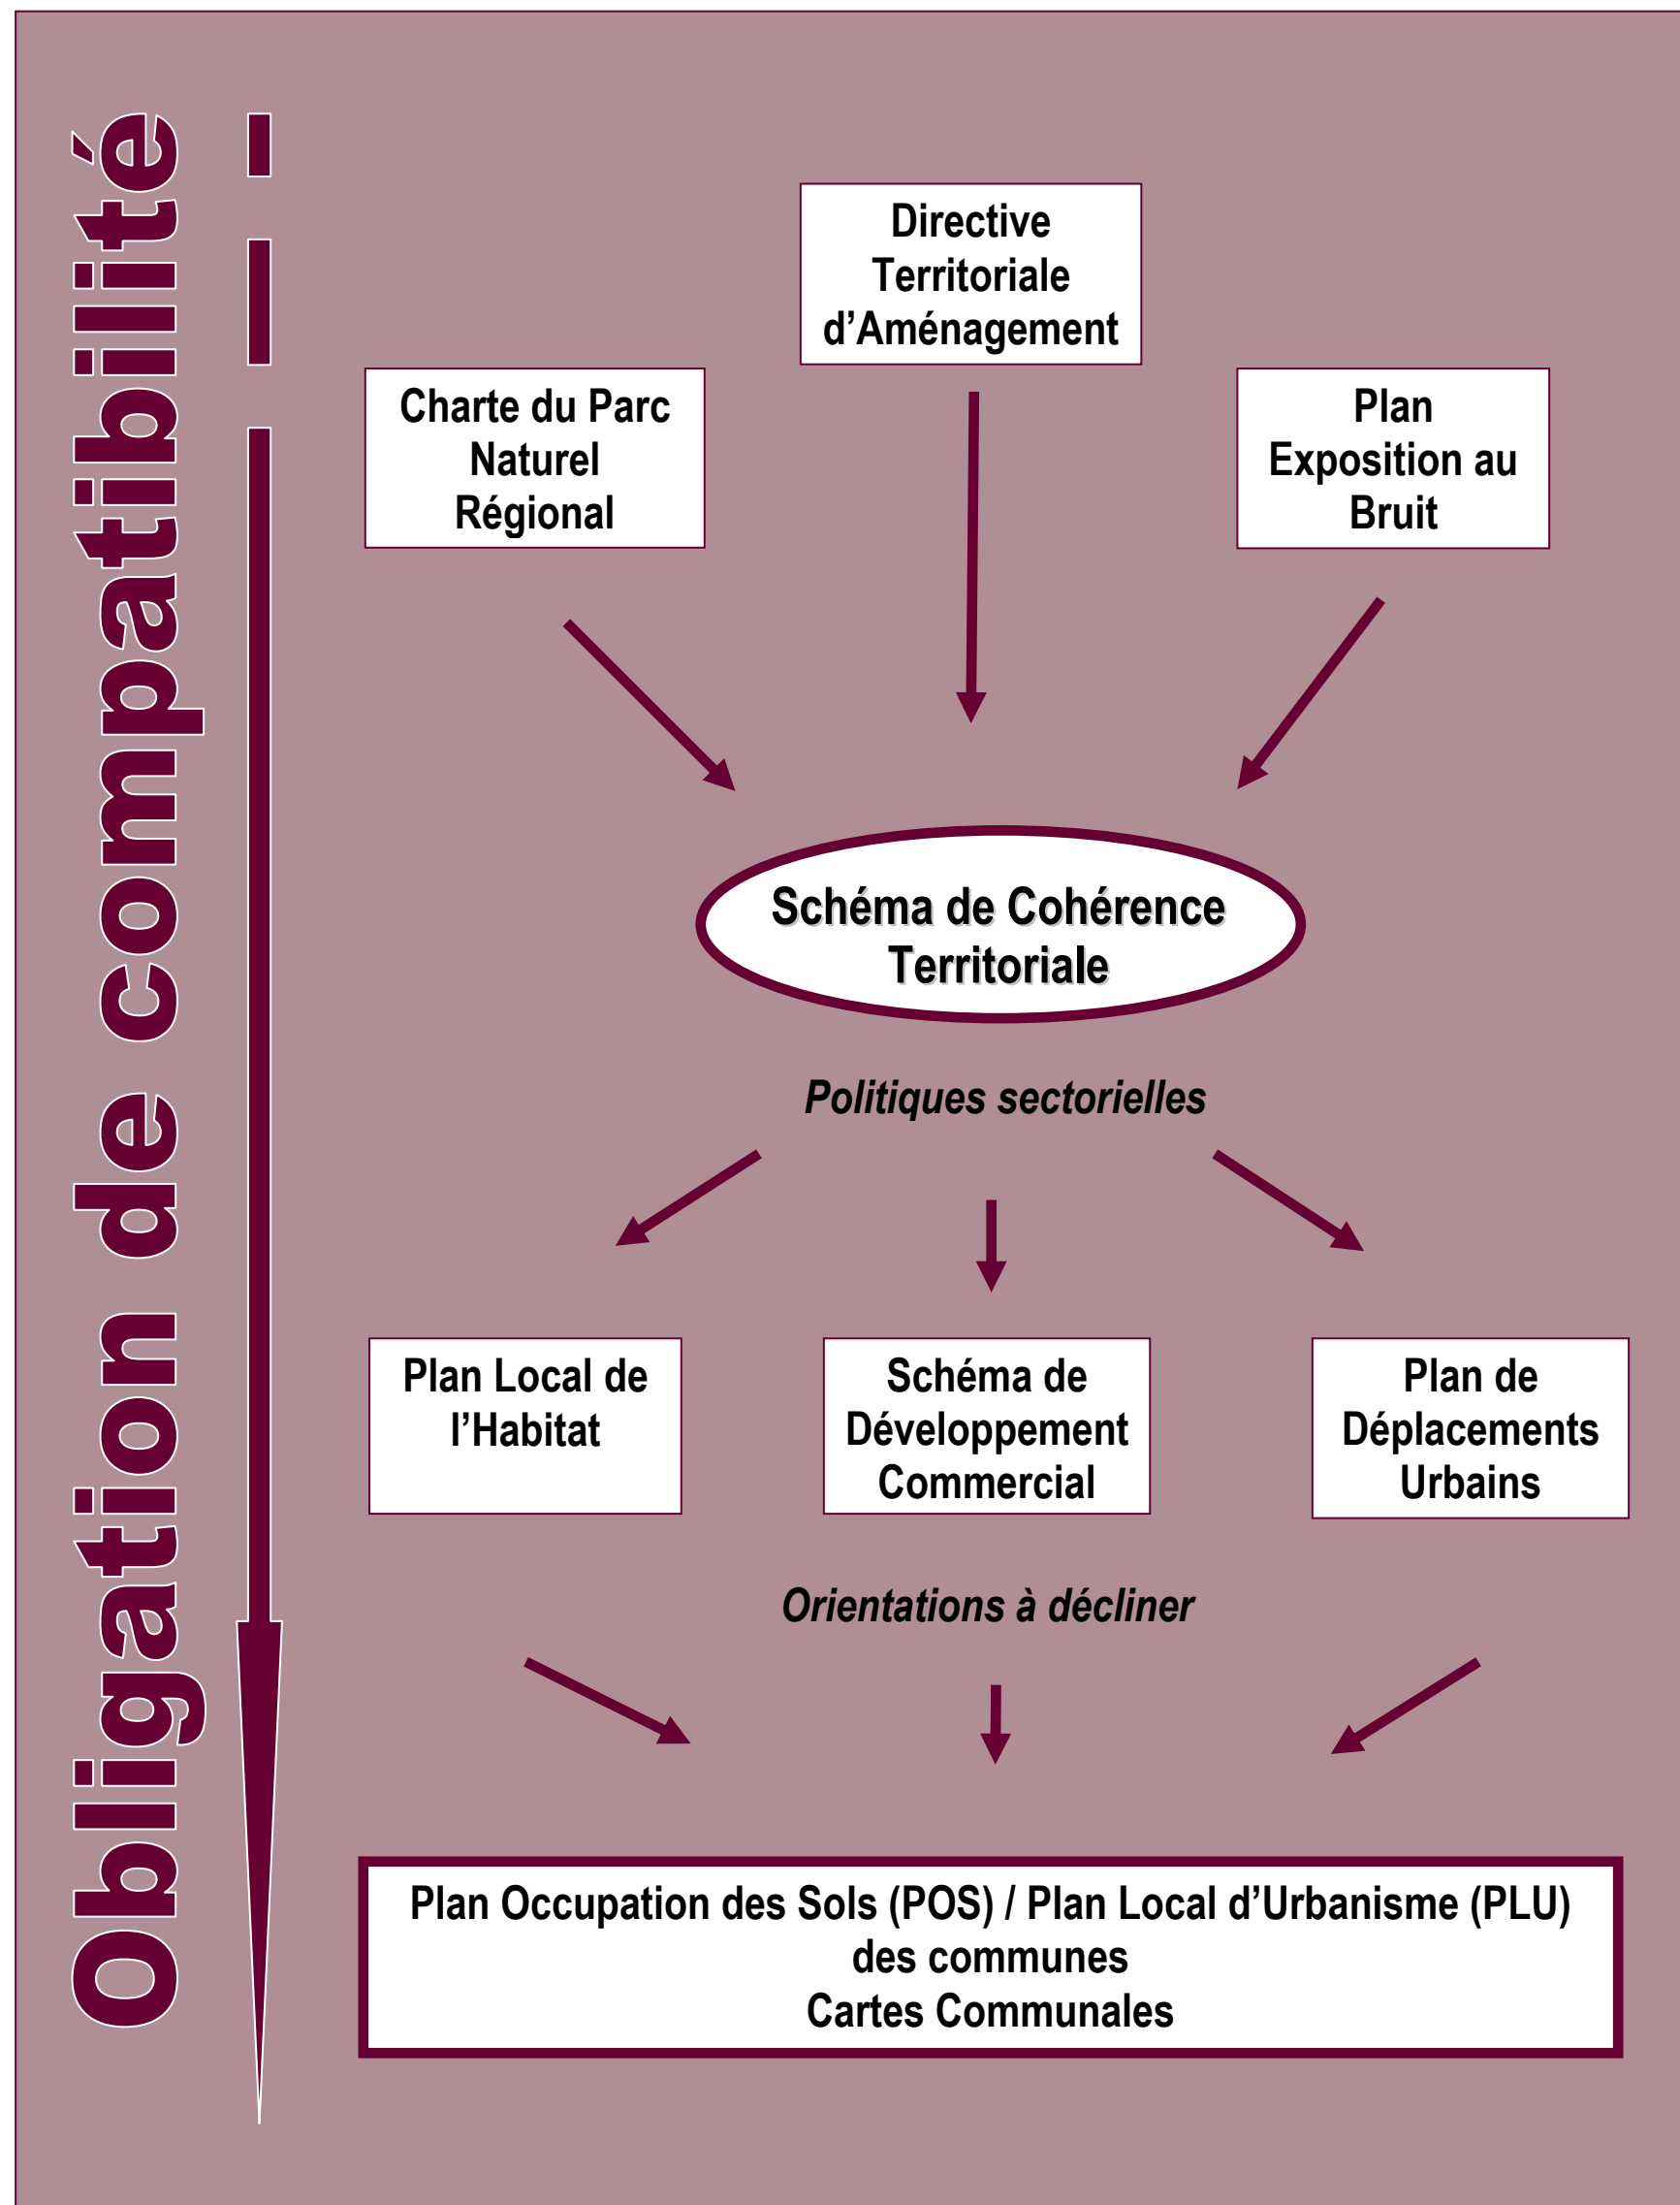 Obligation de compatibilité
Directive
Territoriale
d’Aménagement
Charte du Parc
Naturel
Régional
Plan
Exposition au
Bruit
Schéma de Cohérence
Territoriale
Politiques sectorielles
Plan Local de
l’Habitat
Schéma de
Développement
Commercial
Plan de
Déplacements
Urbains
Orientations à décliner
Plan Occupation des Sols (POS) / Plan Local d’Urbanisme (PLU)
des communes
Cartes Communales